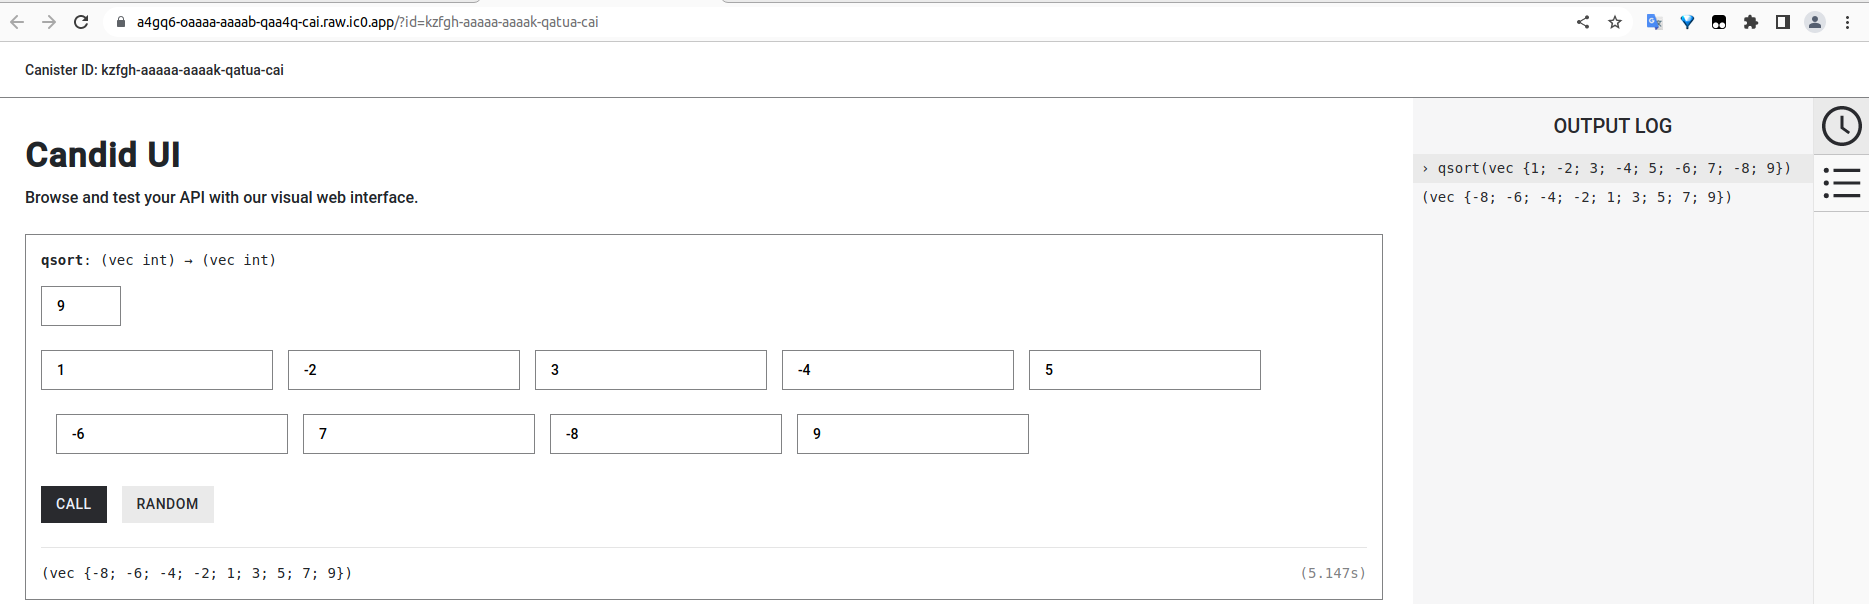 a4gq6-oaaaa-aaaab-qaa4q-cai.raw.ic0.app/?id=kzfgh-aaaaa-aaaak-qatua-cai
Canister ID: kzfgh-aaaaa-aaaak-qatua-cai
Candid UI
Browse and test your API with our visual web interface.
qsort: (vec int) → (vec int)
9
1 -2 3 -4 5
-6 7 -8 9
CALL RANDOM
(vec {-8; -6; -4; -2; 1; 3; 5; 7; 9}) (5.147s)
OUTPUT LOG
› qsort(vec {1; -2; 3; -4; 5; -6; 7; -8; 9})
(vec {-8; -6; -4; -2; 1; 3; 5; 7; 9})